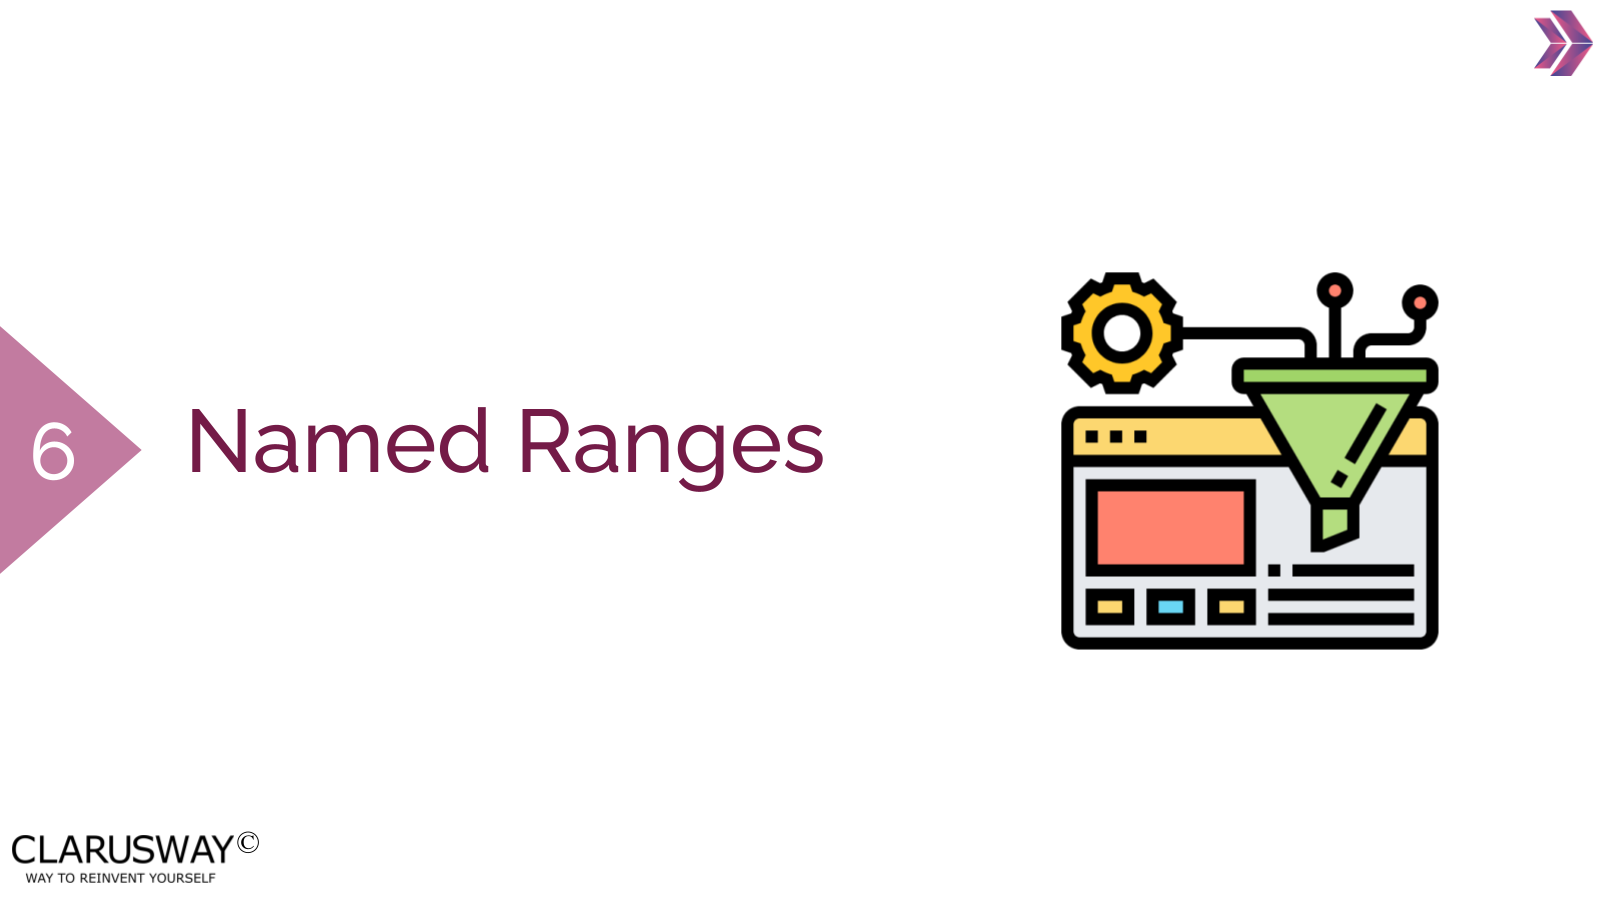 6
Named Ranges
CLARUSWAY©
WAY TO REINVENT YOURSELF